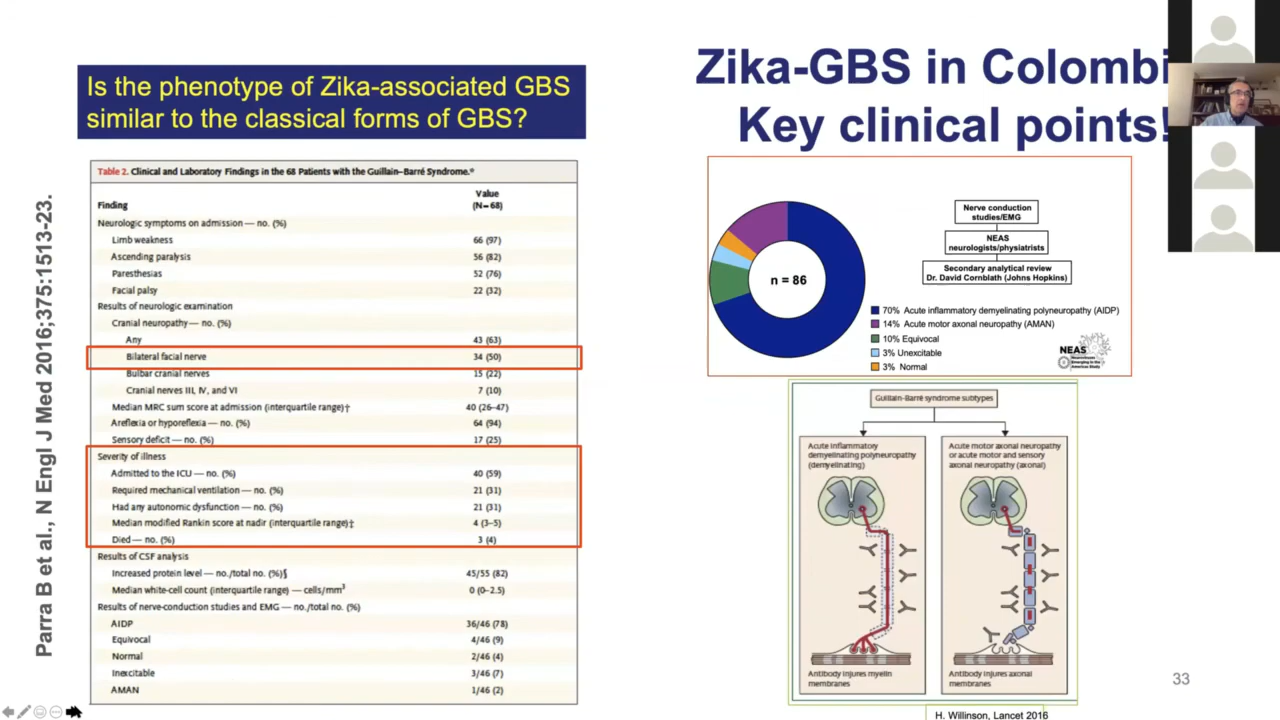 Is the phenotype of Zika-associated GBS
similar to the classical forms of GBS?
Zika-GBS in Colombi
Key clinical points!
Parra B et al., N Engl J Med 2016;375:1513-23.
Table 2. Clinical and Laboratory Findings in the 68 Patients with the Guillain–Barré Syndrome.*
Finding
Value
(N=68)
Neurologic symptoms on admission — no. (%)
Limb weakness 66 (97)
Ascending paralysis 56 (82)
Paresthesias 52 (76)
Facial palsy 22 (32)
Results of neurologic examination
Cranial neuropathy — no. (%)
Any 43 (63)
Bilateral facial nerve 34 (50)
Bulbar cranial nerves 15 (22)
Cranial nerves III, IV, and VI 7 (10)
Median MRC sum score at admission (interquartile range)† 40 (26–47)
Areflexia or hyporeflexia — no. (%) 64 (94)
Sensory deficit — no. (%) 17 (25)
Severity of illness
Admitted to the ICU — no. (%) 40 (59)
Required mechanical ventilation — no. (%) 21 (31)
Had any autonomic dysfunction — no. (%) 21 (31)
Median modified Rankin score at nadir (interquartile range)‡ 4 (3–5)
Died — no. (%) 3 (4)
Results of CSF analysis
Increased protein level — no./total no. (%)§ 45/55 (82)
Median white-cell count (interquartile range) — cells/mm³ 0 (0–2.5)
Results of nerve-conduction studies and EMG — no./total no. (%)
AIDP 36/46 (78)
Equivocal 4/46 (9)
Normal 2/46 (4)
Inexcitable 3/46 (7)
AMAN 1/46 (2)
n = 86
Nerve conduction
studies/EMG
NEAS
neurologists/physiatrists
Secondary analytical review
Dr. David Cornblath (Johns Hopkins)
70% Acute inflammatory demyelinating polyneuropathy (AIDP)
14% Acute motor axonal neuropathy (AMAN)
10% Equivocal
3% Unexcitable
3% Normal
NEAS
Guillain-Barré syndrome subtypes
Acute inflammatory
demyelinating polyneuropathy
(demyelinating)
Acute motor axonal neuropathy
or acute motor and sensory
axonal neuropathy (axonal)
Antibody injures myelin
membranes
Antibody injures axonal
membranes
33
H. Willinson, Lancet 2016